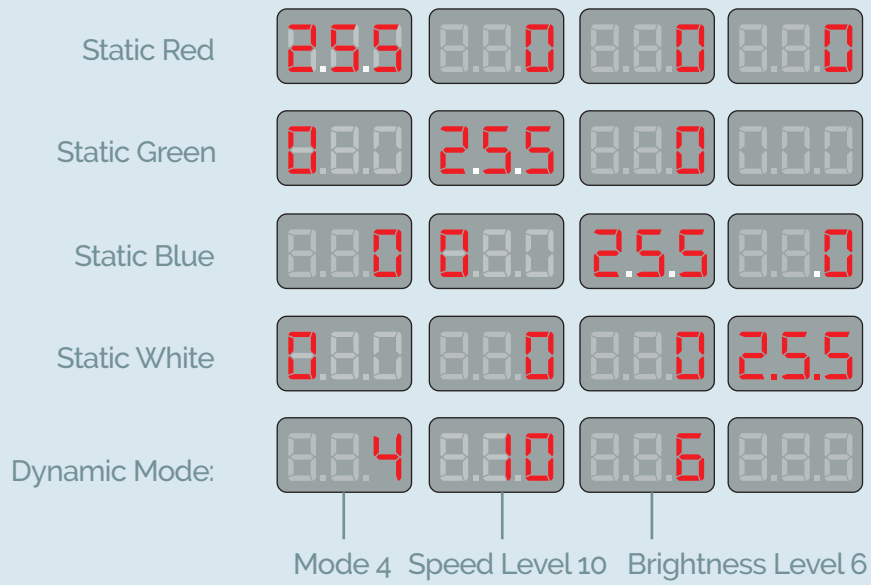 Static Red 2.5.5 0 0 0
Static Green 0 2.5.5 0
Static Blue 0 0 2.5.5 .0
Static White 0 0 0 2.5.5
Dynamic Mode: 4 10 6
Mode 4 Speed Level 10 Brightness Level 6